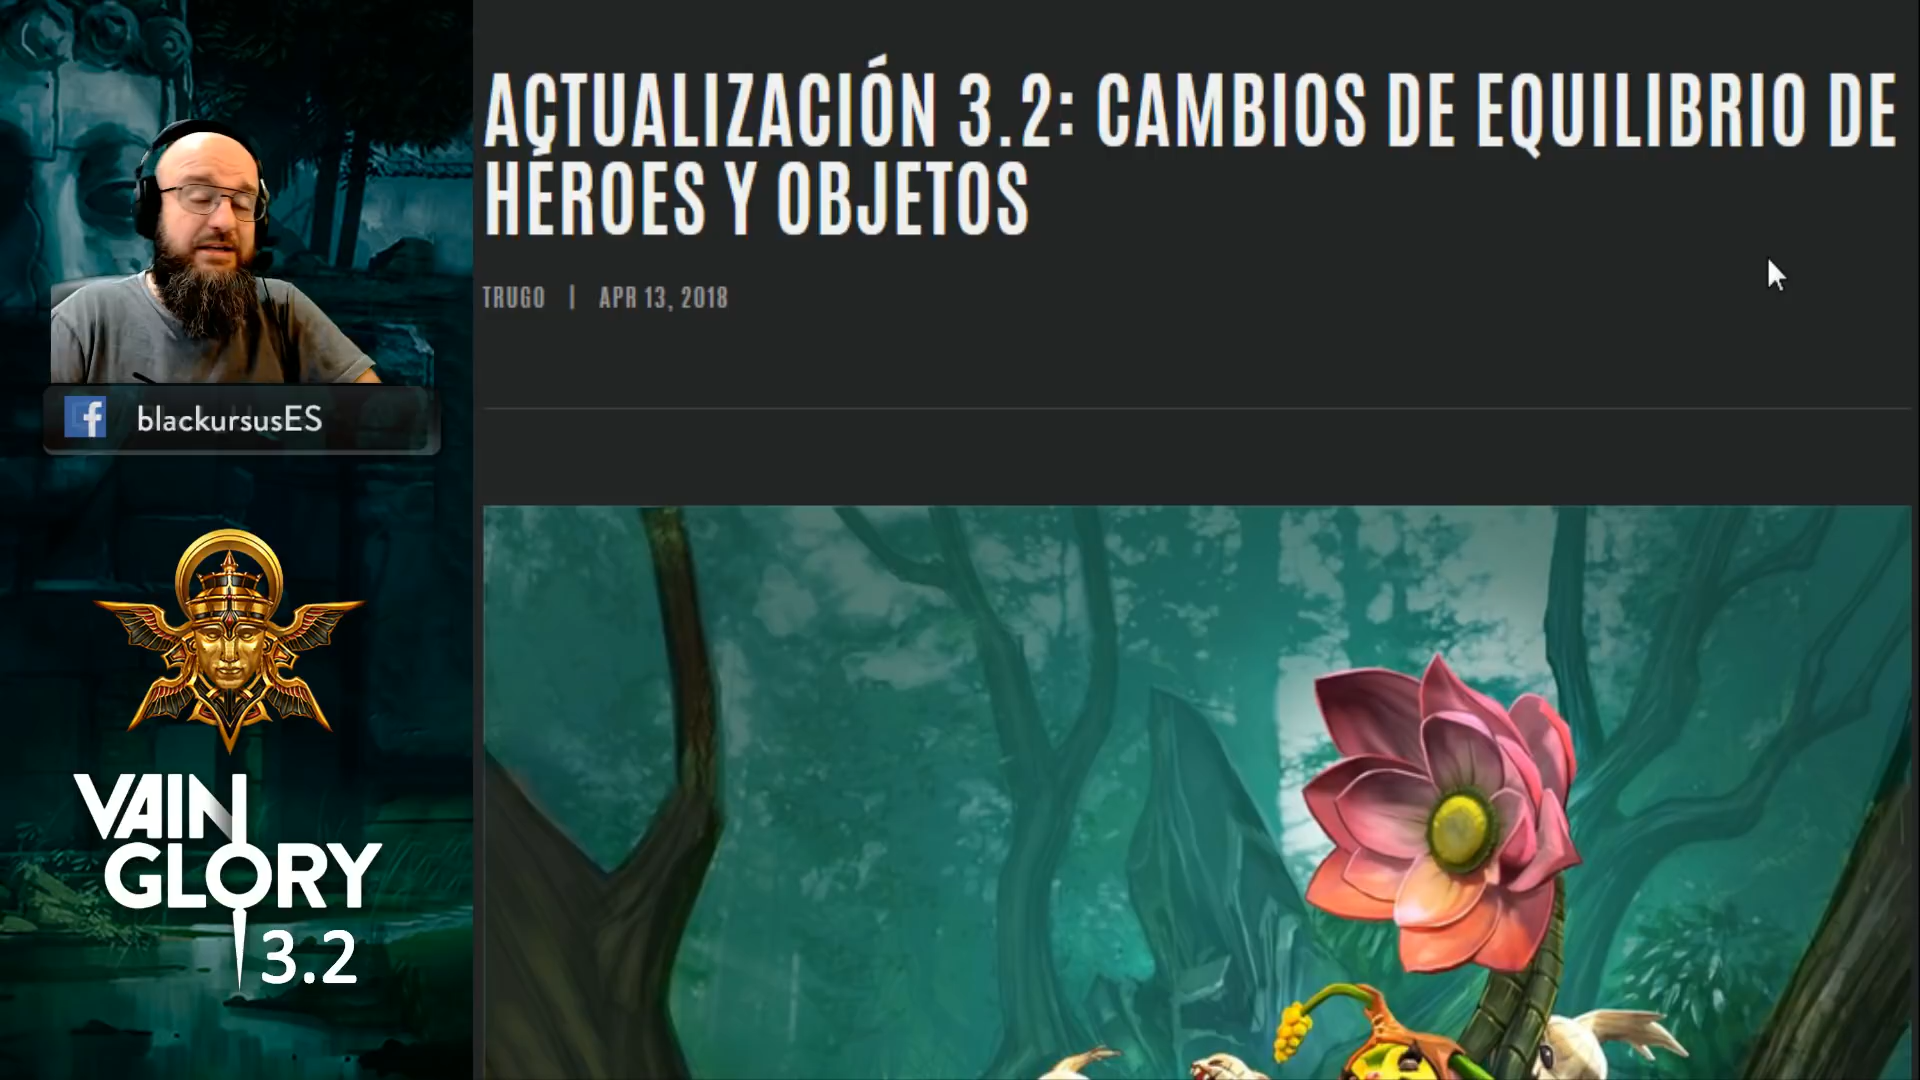 ACTUALIZACIÓN 3.2: CAMBIOS DE EQUILIBRIO DE
HÉROES Y OBJETOS
TRUGO | APR 13, 2018
f blackursusES
VAIN
GLORY
3.2